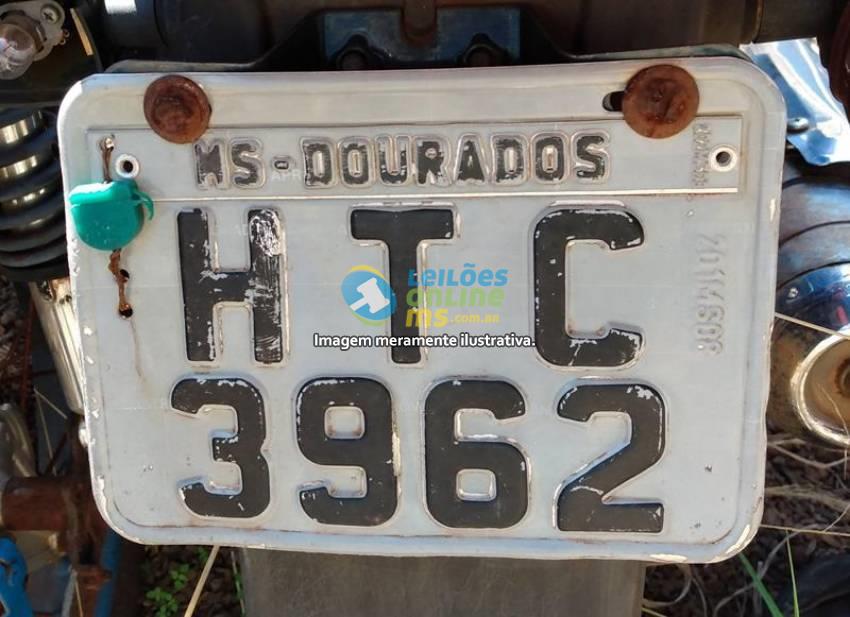 MS-DOURADOS
HTC
LEILÕES
online
ms.com.br
Imagem meramente ilustrativa.
3962